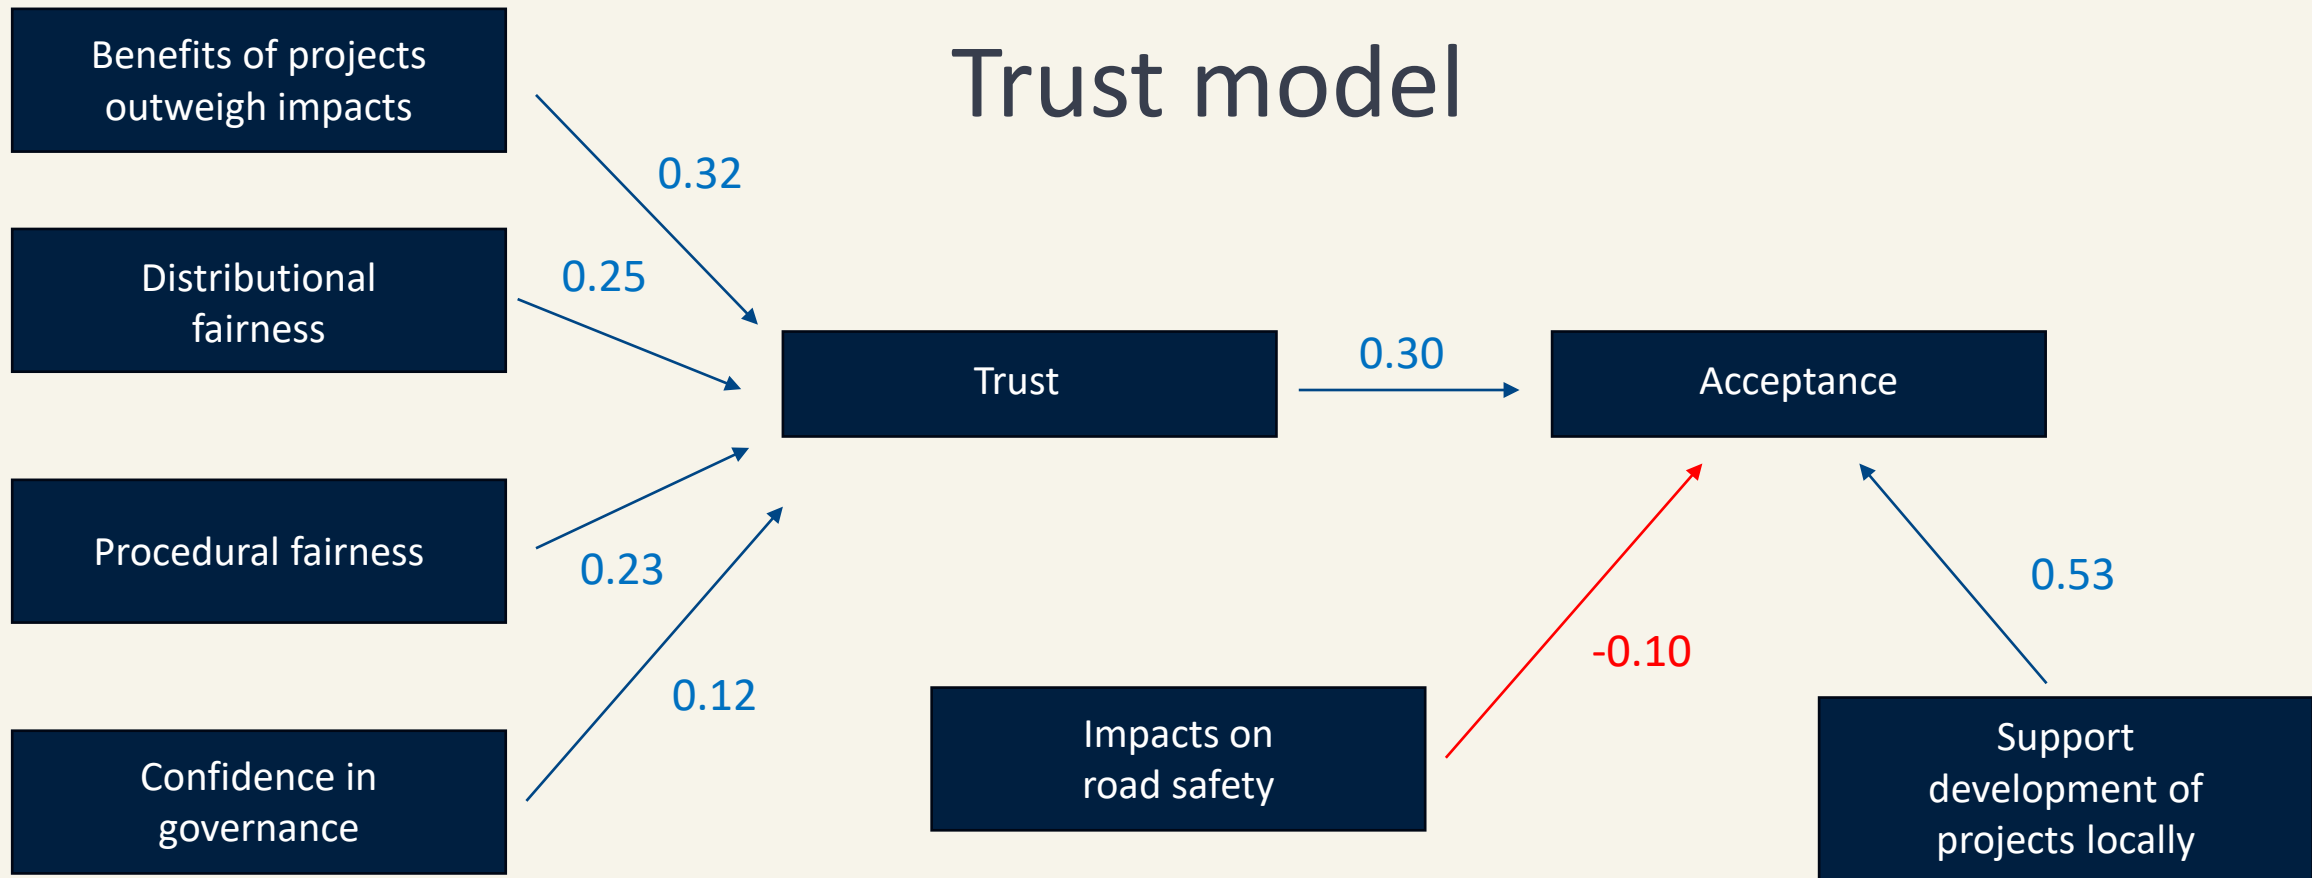 Trust model
Benefits of projects
outweigh impacts
0.32
Distributional
fairness
0.25
Trust
0.30
Acceptance
Procedural fairness
0.23
0.53
-0.10
0.12
Confidence in
governance
Impacts on
road safety
Support
development of
projects locally